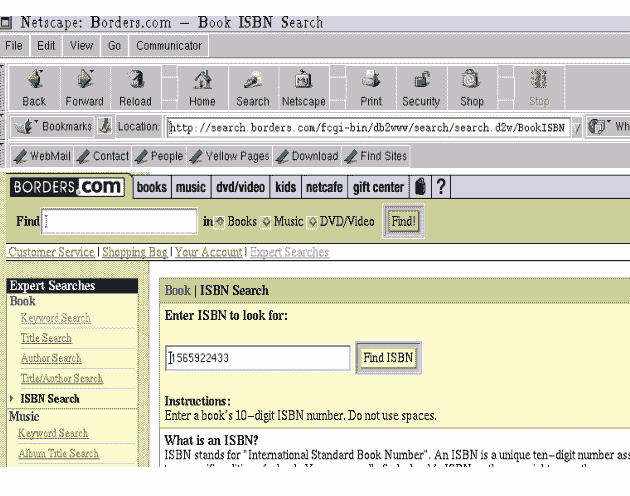 Netscape: Borders.com – Book ISBN Search
File Edit View Go Communicator
Back Forward Reload Home Search Netscape Print Security Shop Stop
Bookmarks Location: http://search.borders.com/fcgi-bin/db2www/search/search.d2w/BookISBN
WebMail Contact People Yellow Pages Download Find Sites
BORDERS.com books music dvd/video kids netcafe gift center ?
Find in Books Music DVD/Video Find!
Customer Service | Shopping Bag | Your Account | Expert Searches
Expert Searches
Book
Keyword Search
Title Search
Author Search
Title/Author Search
ISBN Search
Music
Keyword Search
Album Title Search
Book | ISBN Search
Enter ISBN to look for:
1565922433 Find ISBN
Instructions:
Enter a book's 10-digit ISBN number. Do not use spaces.
What is an ISBN?
ISBN stands for "International Standard Book Number". An ISBN is a unique ten-digit number